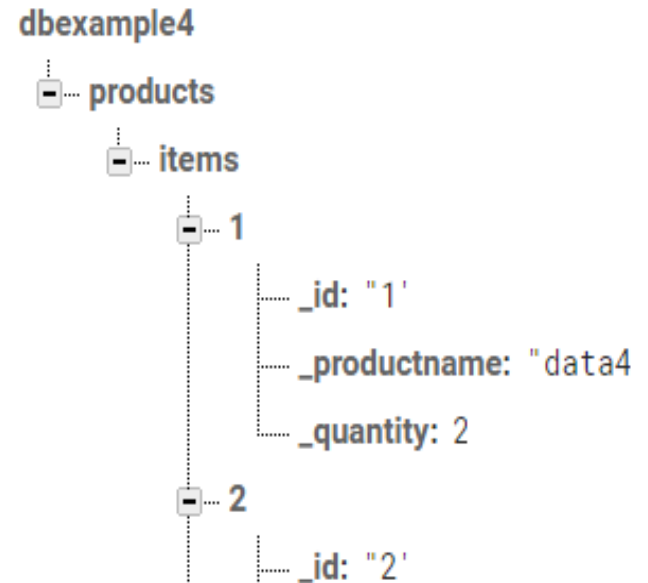 dbexample4
products
items
1
_id: "1'
_productname: "data4
_quantity: 2
2
_id: "2'